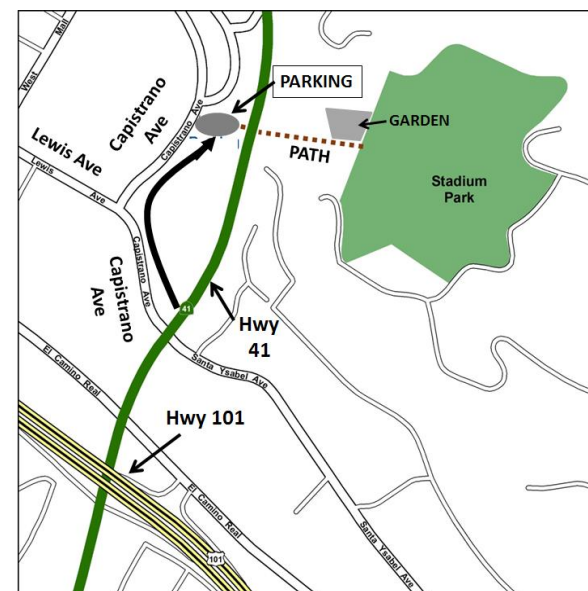 West Mall
PARKING
Capistrano Ave
Capistrano
Ave
GARDEN
Lewis Ave
PATH
Stadium
Park
Lewis Ave
Capistrano Ave
Capistrano
Ave
41
Hwy
41
El Camino Real
Santa Ysabel Ave
Hwy 101
El Camino Real
Santa Ysabel Ave
101